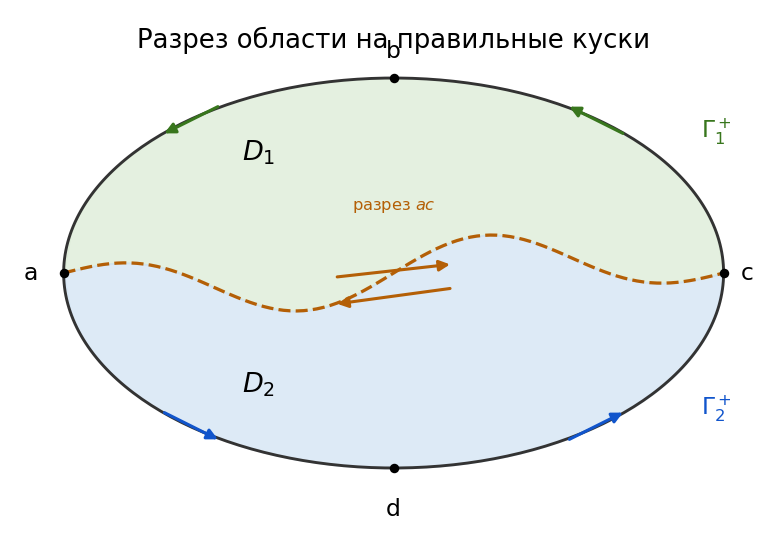 Разрез области на правильные куски
b
Γ₁⁺
D₁
разрез ac
a
c
D₂
Γ₂⁺
d